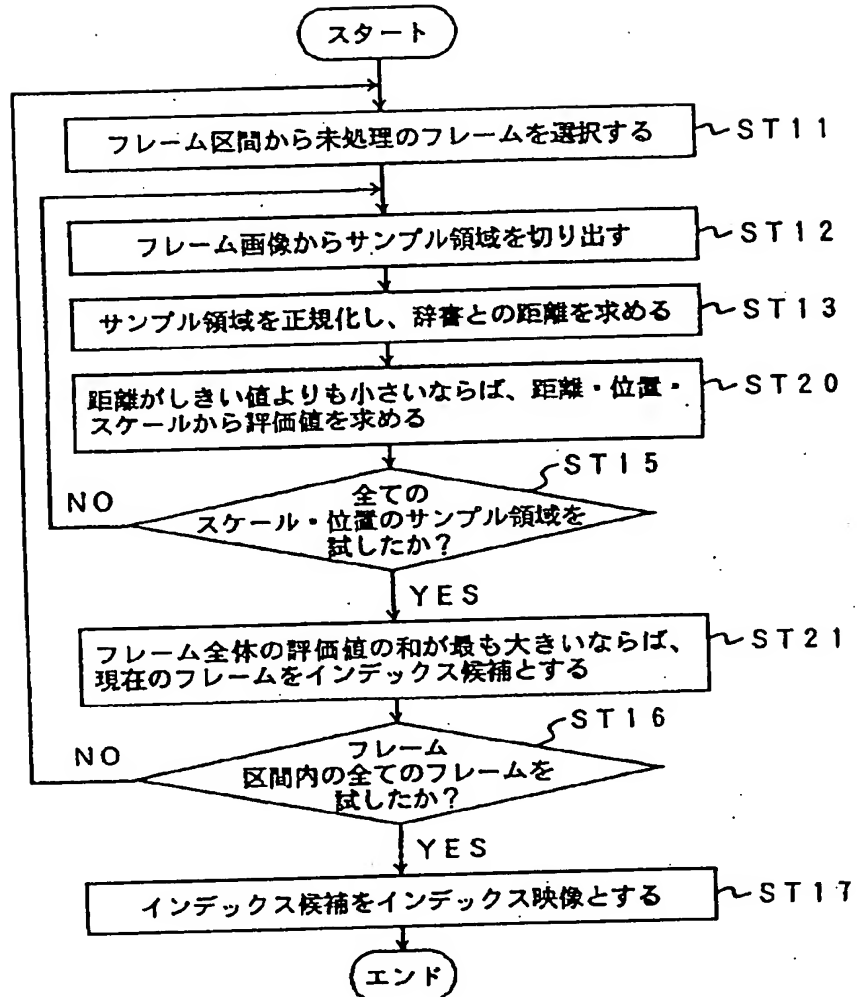 スタート
フレーム区間から未処理のフレームを選択する
ST11
フレーム画像からサンプル領域を切り出す
ST12
サンプル領域を正規化し、辞書との距離を求める
ST13
距離がしきい値よりも小さいならば、距離・位置・
スケールから評価値を求める
ST20
ST15
NO
全ての
スケール・位置のサンプル領域を
試したか?
YES
フレーム全体の評価値の和が最も大きいならば、
現在のフレームをインデックス候補とする
ST21
ST16
NO
フレーム
区間内の全てのフレームを
試したか?
YES
インデックス候補をインデックス映像とする
ST17
エンド